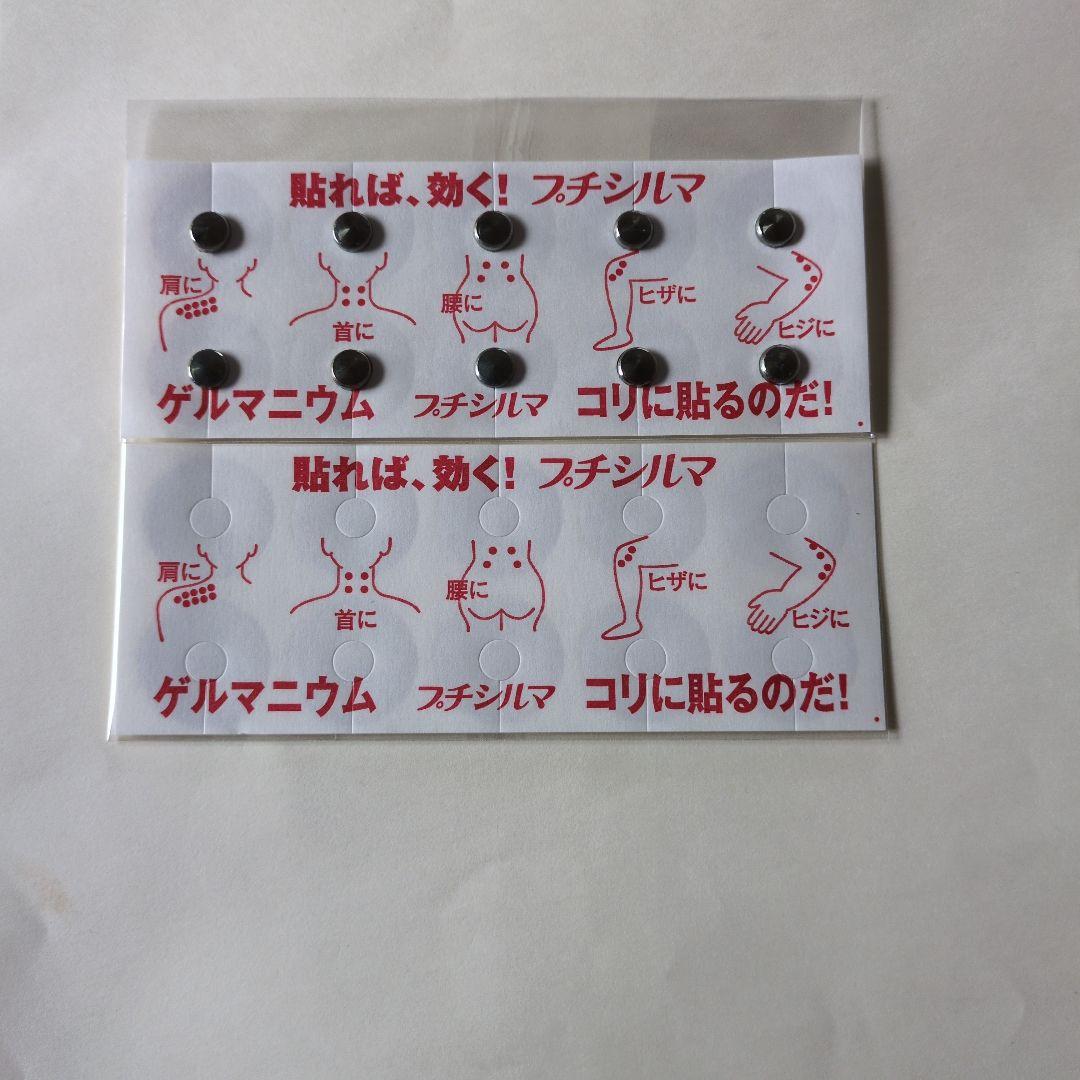 貼れば、効く! プチシルマ
肩に
首に
腰に
ヒザに
ヒジに
ゲルマニウム プチシルマ コリに貼るのだ!
貼れば、効く! プチシルマ
肩に
首に
腰に
ヒザに
ヒジに
ゲルマニウム プチシルマ コリに貼るのだ!